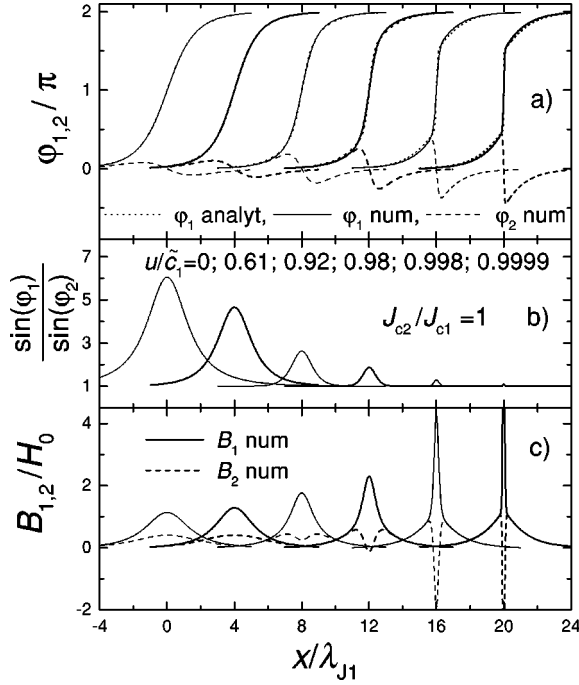 2
1
0
φ1,2 / π
a)
φ1 analyt, φ1 num, φ2 num
u/c̃1=0; 0.61; 0.92; 0.98; 0.998; 0.9999
7
5
3
1
sin(φ1)
sin(φ2)
Jc2/Jc1 = 1
b)
4
2
0
-2
B1,2/H0
B1 num
B2 num
c)
-4 0 4 8 12 16 20 24
x/λJ1